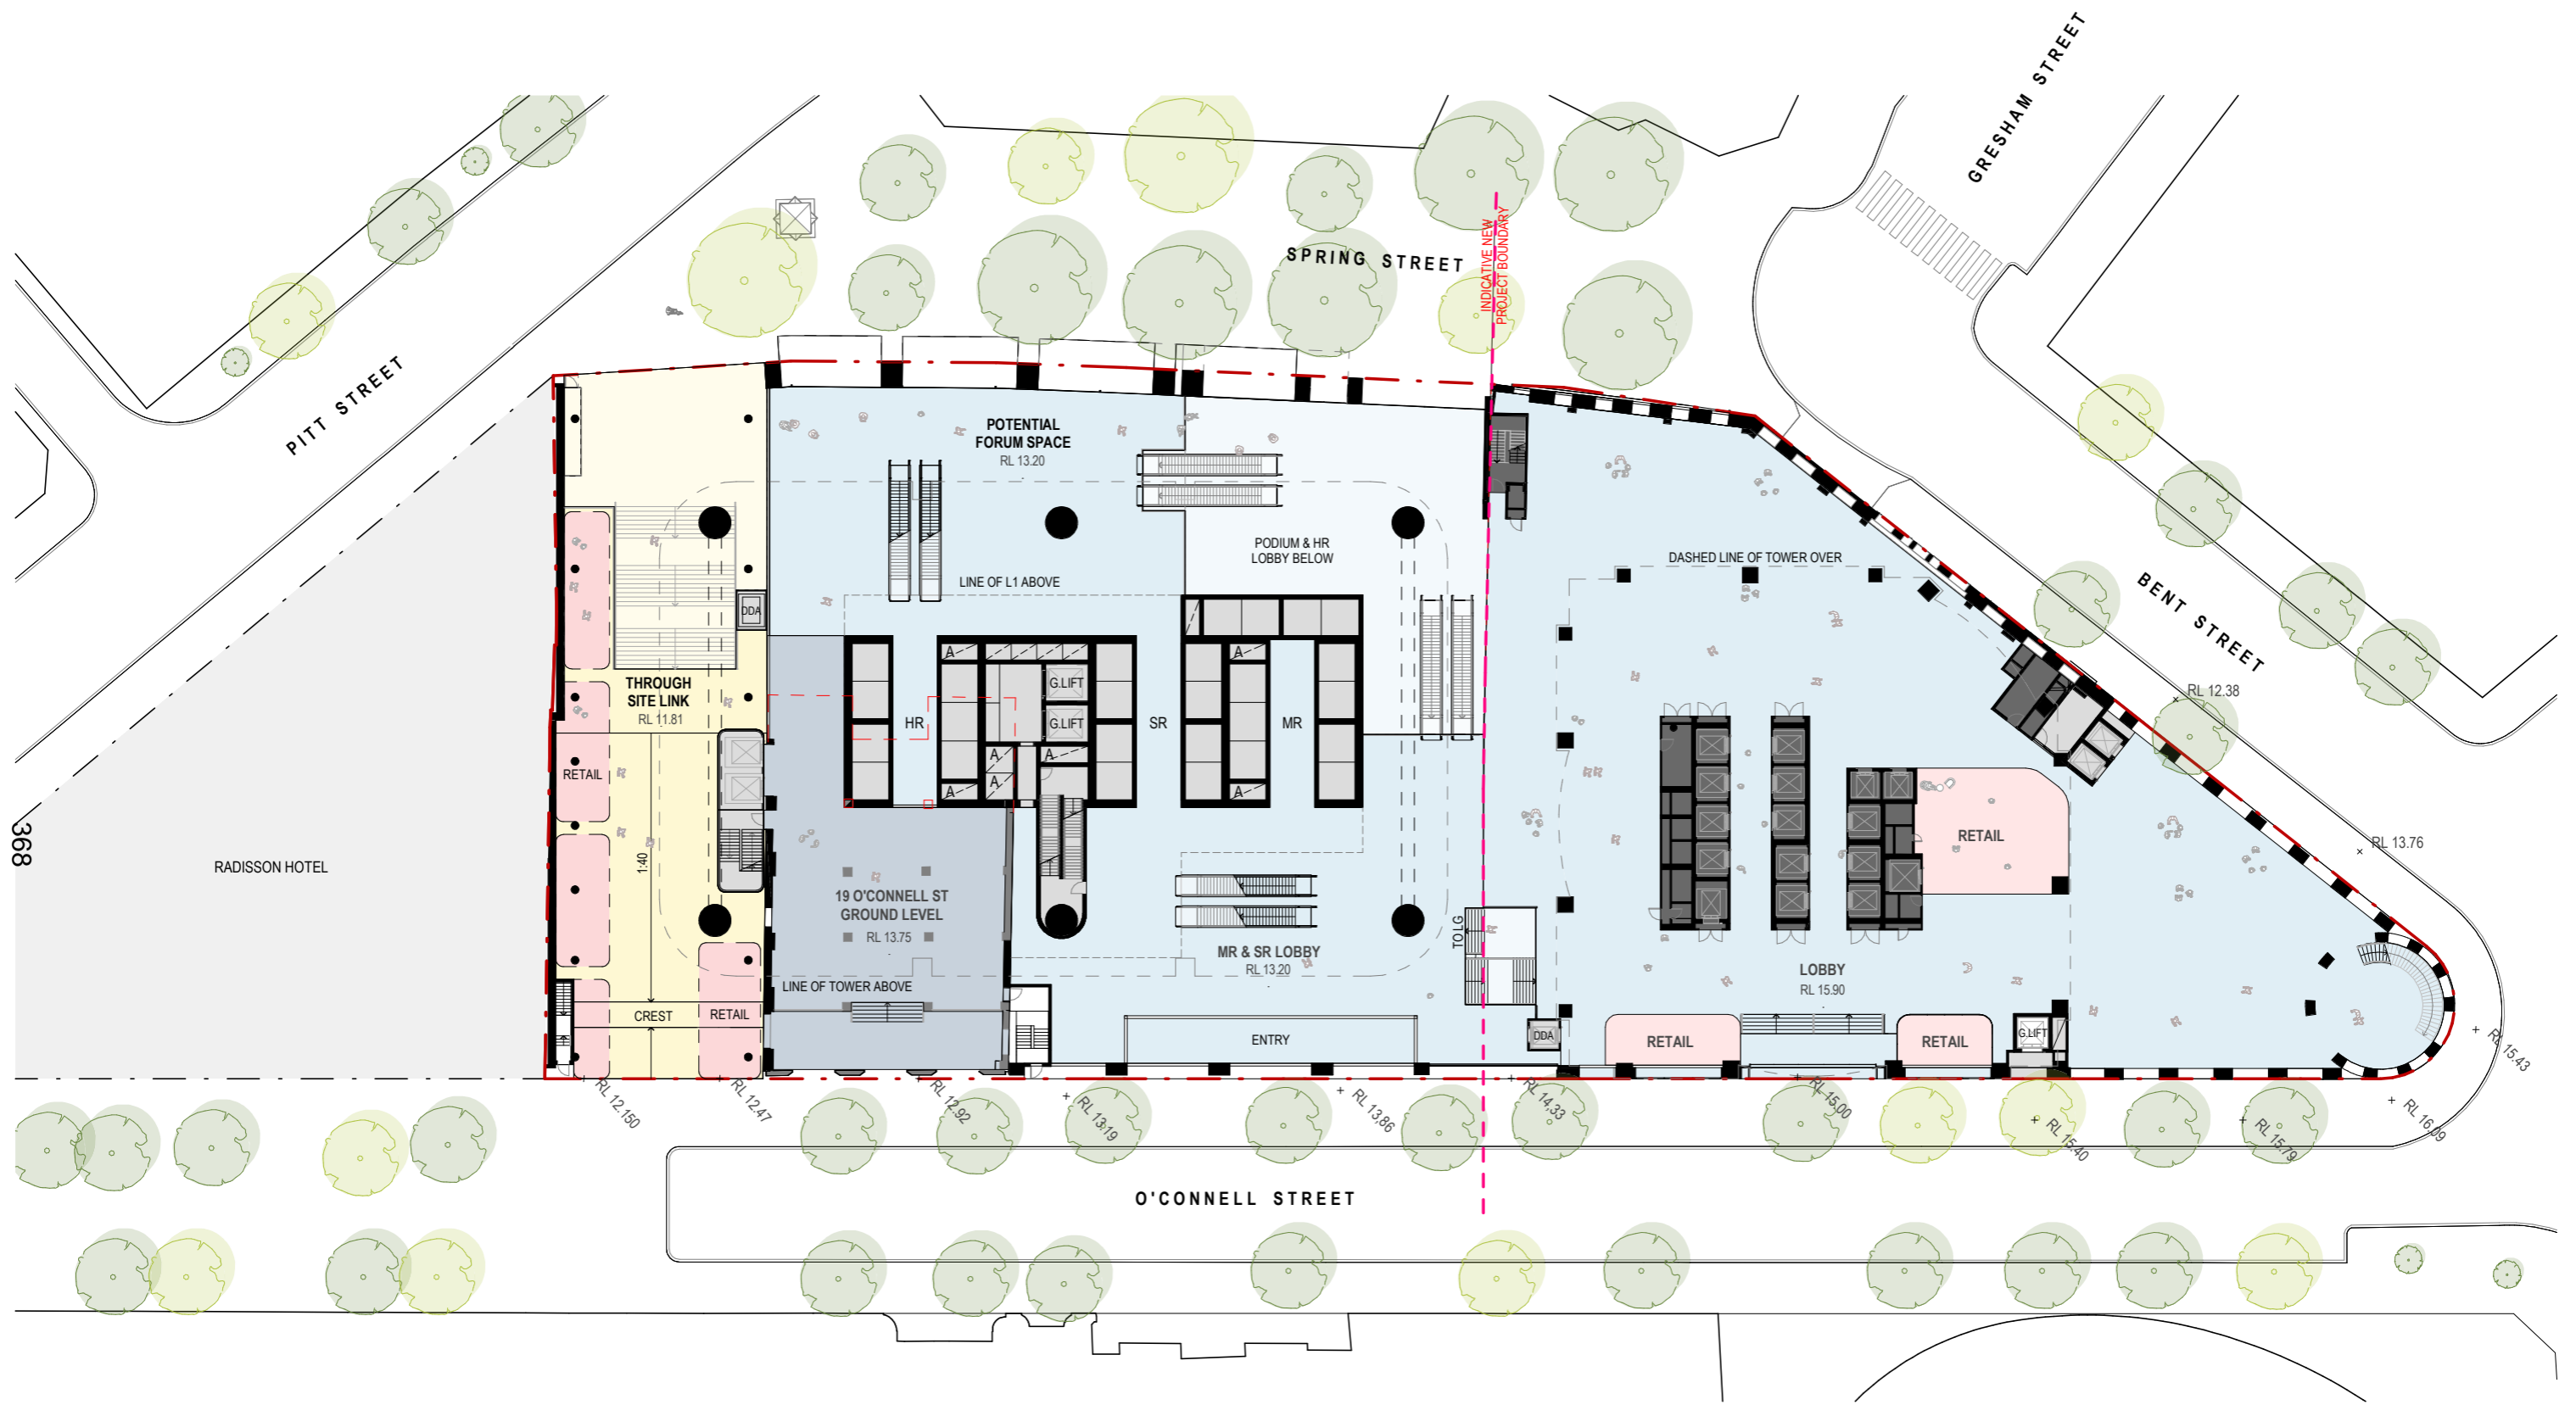 GRESHAM STREET
SPRING STREET
INDICATIVE NEW
PROJECT BOUNDARY
PITT STREET
POTENTIAL
FORUM SPACE
RL 13.20
PODIUM & HR
LOBBY BELOW
DASHED LINE OF TOWER OVER
LINE OF L1 ABOVE
BENT STREET
DDA
THROUGH
SITE LINK
RL 11.81
A
A
G.LIFT
G.LIFT
HR
SR
MR
A
A
A
A
A
RL 12.38
RETAIL
368
1:40
RADISSON HOTEL
RETAIL
RL 13.76
19 O'CONNELL ST
GROUND LEVEL
RL 13.75
TO LG
MR & SR LOBBY
RL 13.20
LOBBY
RL 15.90
LINE OF TOWER ABOVE
CREST
RETAIL
ENTRY
DDA
RETAIL
RETAIL
G.LIFT
RL 15.43
RL 12.150
RL 12.47
RL 12.92
RL 13.19
RL 13.86
RL 14.33
RL 15.00
RL 15.40
RL 15.79
RL 16.09
O'CONNELL STREET